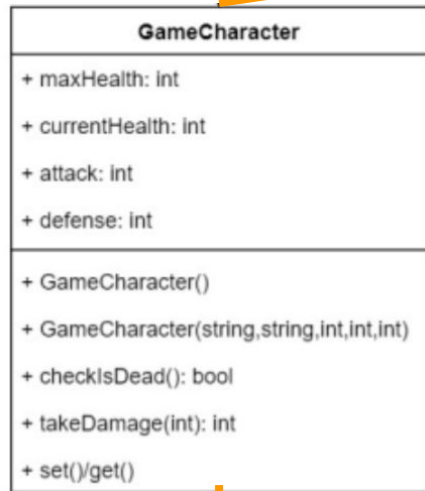 GameCharacter
+ maxHealth: int
+ currentHealth: int
+ attack: int
+ defense: int
+ GameCharacter()
+ GameCharacter(string,string,int,int,int)
+ checkIsDead(): bool
+ takeDamage(int): int
+ set()/get()